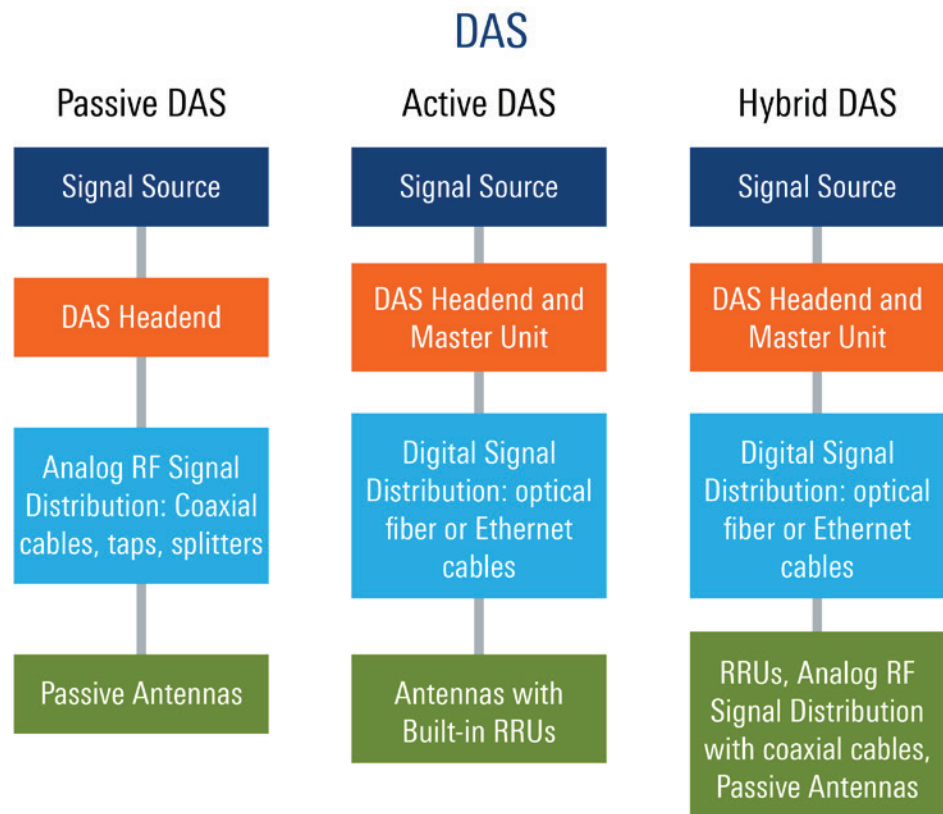 DAS
Passive DAS
Signal Source
DAS Headend
Analog RF Signal
Distribution: Coaxial
cables, taps, splitters
Passive Antennas
Active DAS
Signal Source
DAS Headend and
Master Unit
Digital Signal
Distribution: optical
fiber or Ethernet
cables
Antennas with
Built-in RRUs
Hybrid DAS
Signal Source
DAS Headend and
Master Unit
Digital Signal
Distribution: optical
fiber or Ethernet
cables
RRUs, Analog RF
Signal Distribution
with coaxial cables,
Passive Antennas